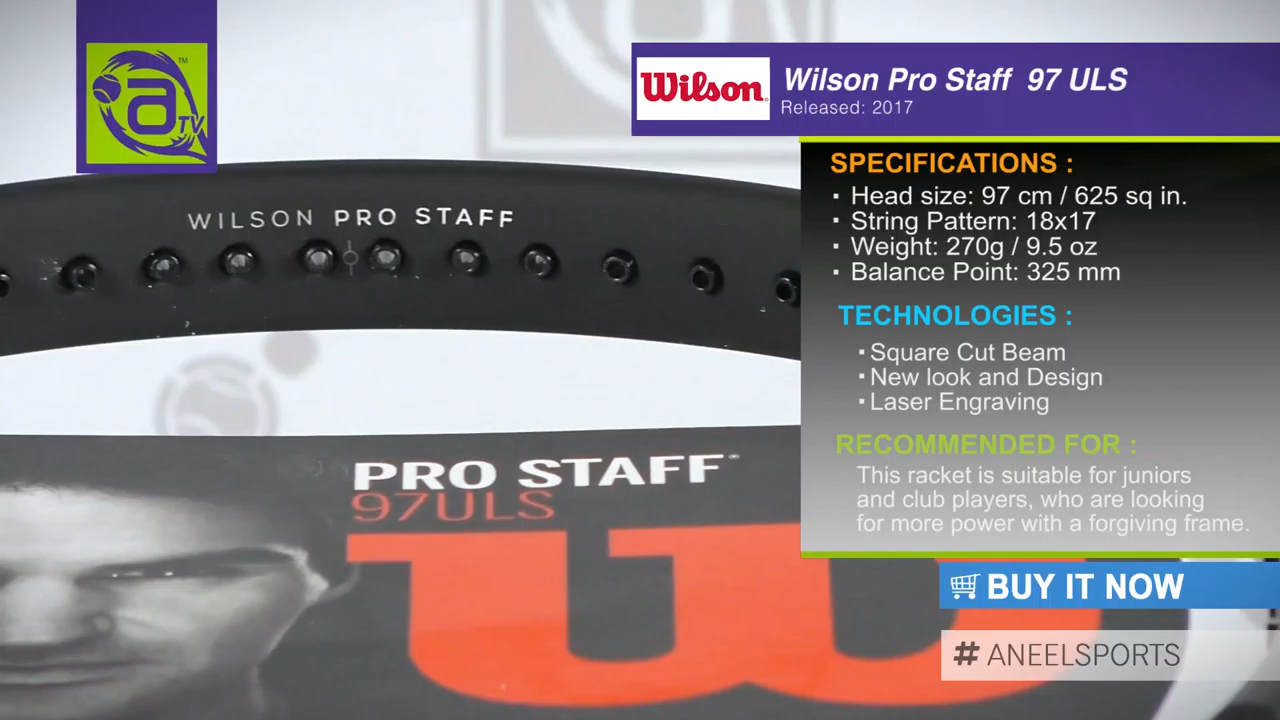 a
TV
TM
Wilson
Wilson Pro Staff 97 ULS
Released: 2017
SPECIFICATIONS :
▪ Head size: 97 cm / 625 sq in.
▪ String Pattern: 18x17
▪ Weight: 270g / 9.5 oz
▪ Balance Point: 325 mm
TECHNOLOGIES :
▪ Square Cut Beam
▪ New look and Design
▪ Laser Engraving
RECOMMENDED FOR :
This racket is suitable for juniors
and club players, who are looking
for more power with a forgiving frame.
BUY IT NOW
# ANEELSPORTS
WILSON PRO STAFF
PRO STAFF
97ULS